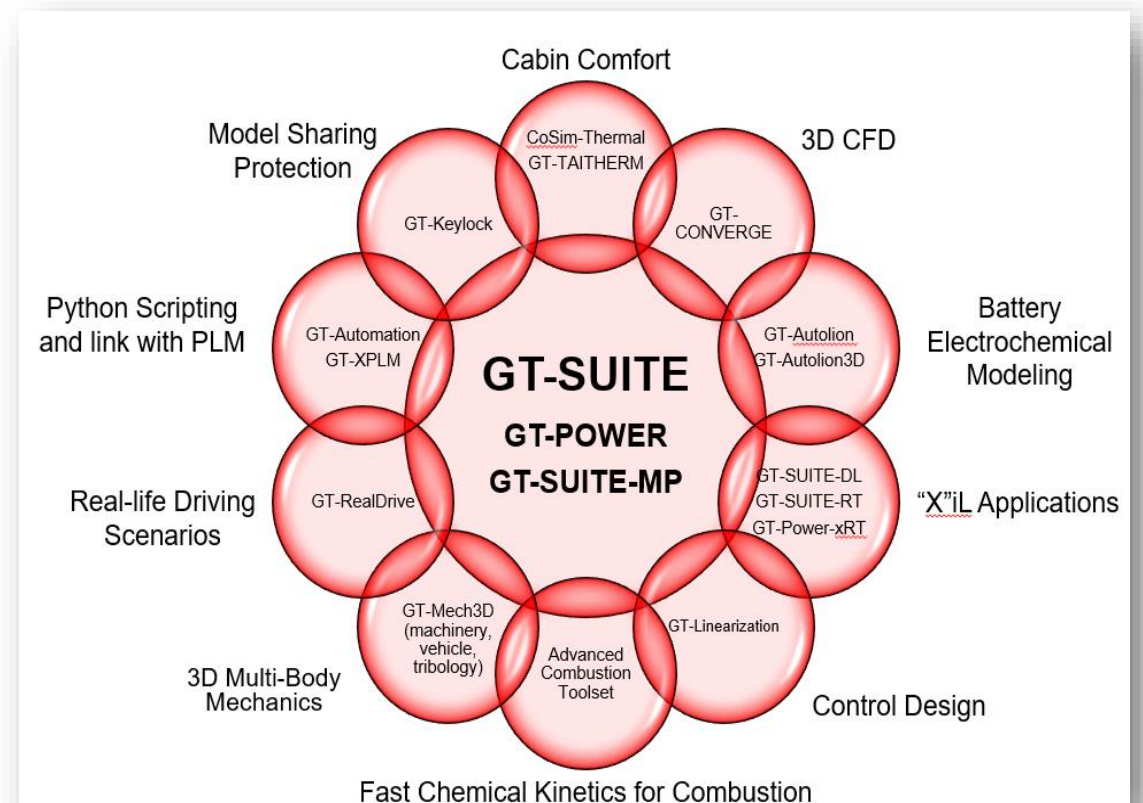 Cabin Comfort
CoSim-Thermal
GT-TAITHERM
Model Sharing
Protection
GT-Keylock
3D CFD
GT-
CONVERGE
Python Scripting
and link with PLM
GT-Automation
GT-XPLM
GT-SUITE
GT-POWER
GT-SUITE-MP
GT-Autolion
GT-Autolion3D
Battery
Electrochemical
Modeling
Real-life Driving
Scenarios
GT-RealDrive
GT-SUITE-DL
GT-SUITE-RT
GT-Power-xRT
“X”iL Applications
3D Multi-Body
Mechanics
GT-Mech3D
(machinery,
vehicle,
tribology)
Advanced
Combustion
Toolset
GT-Linearization
Control Design
Fast Chemical Kinetics for Combustion